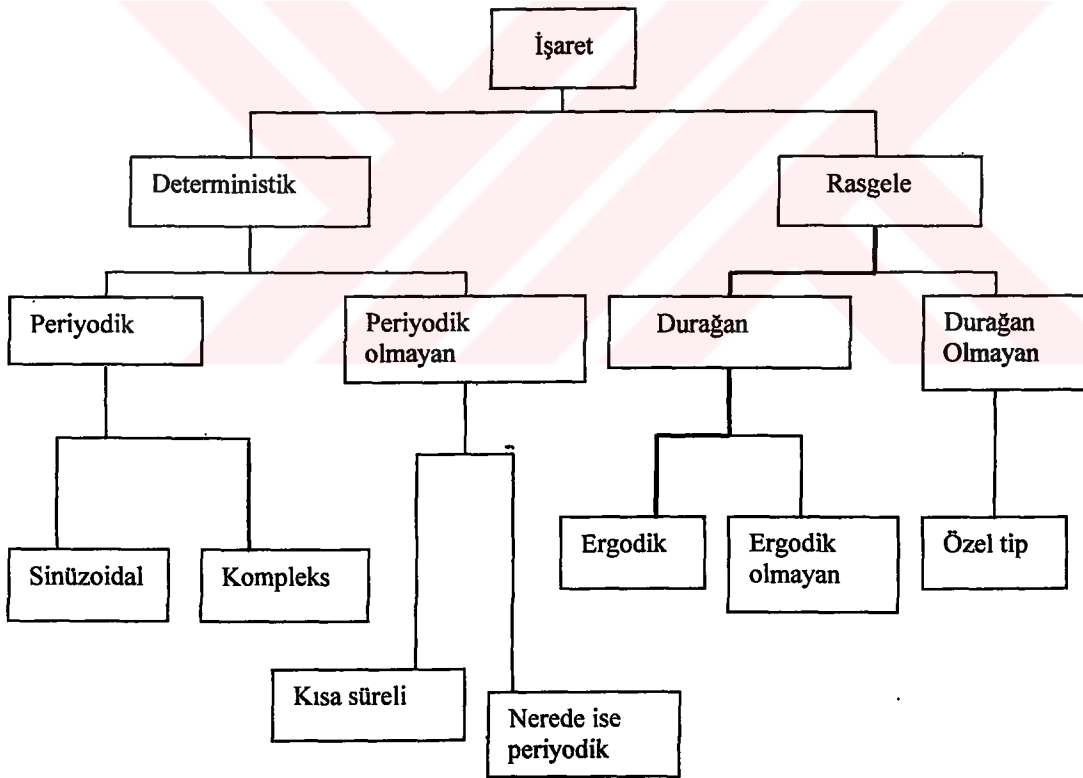 İşaret
Deterministik
Rasgele
Periyodik
Periyodik
olmayan
Durağan
Durağan
Olmayan
Sinüzoidal
Kompleks
Ergodik
Ergodik
olmayan
Özel tip
Kısa süreli
Nerede ise
periyodik